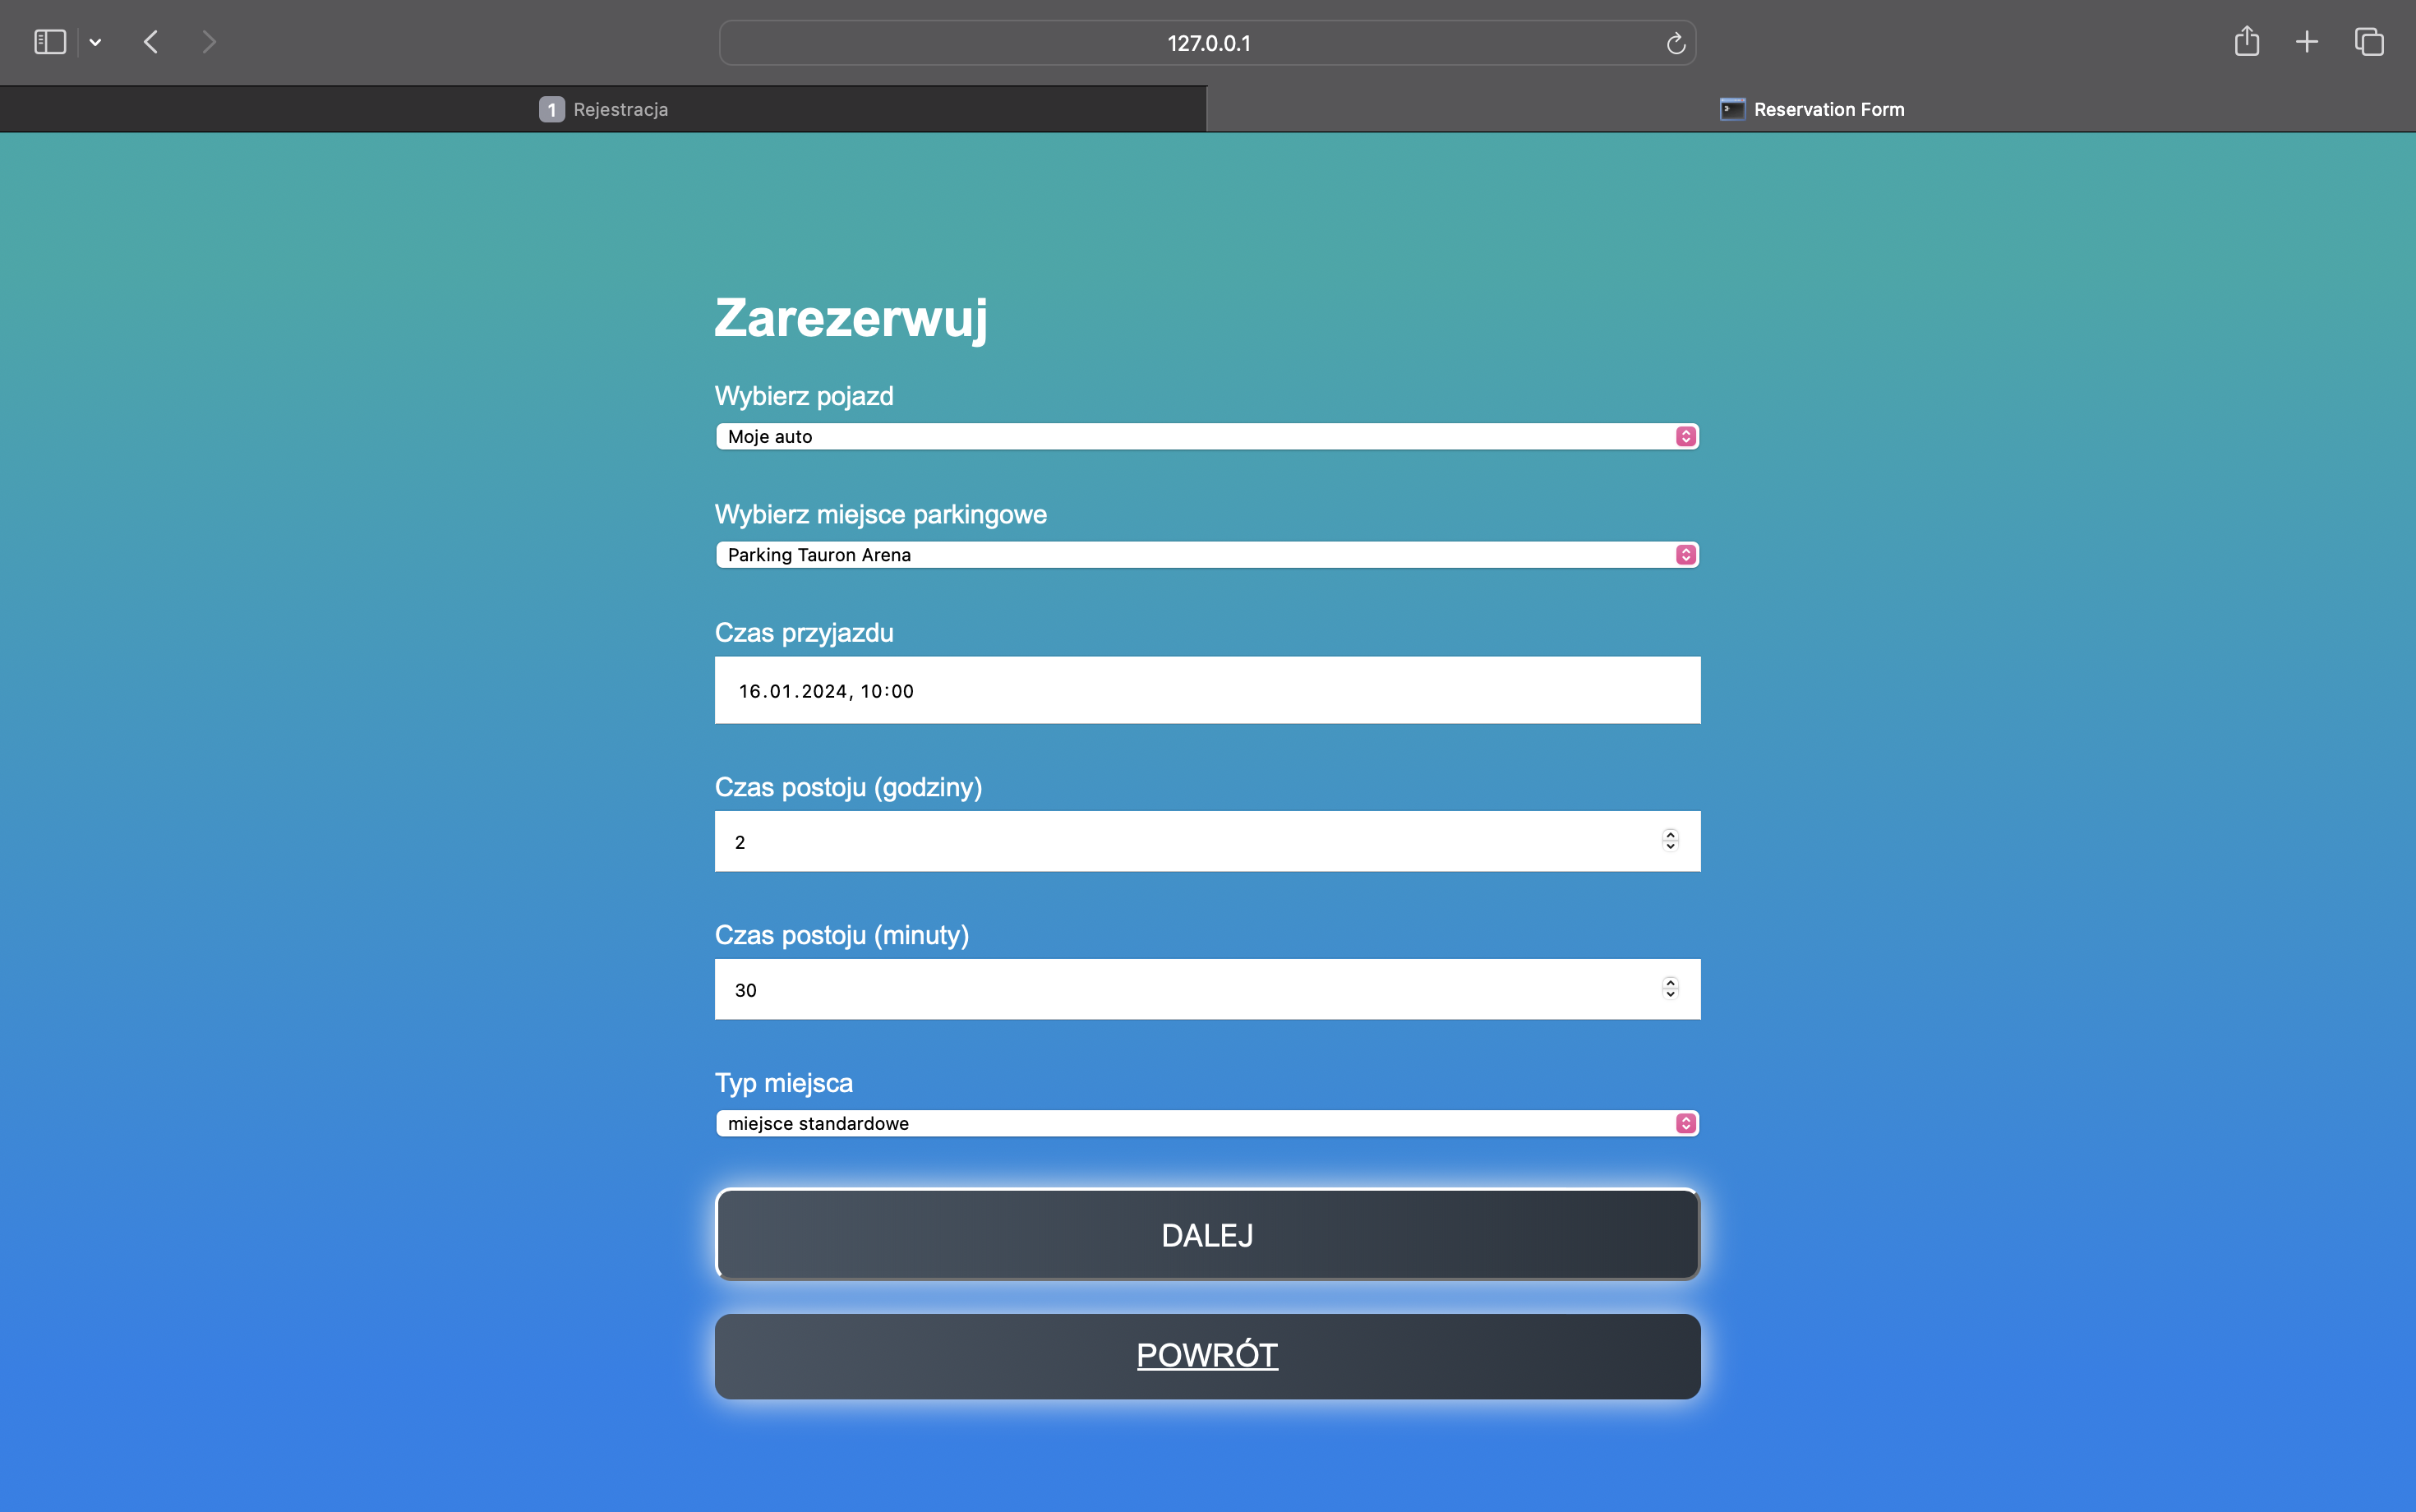 127.0.0.1
1 Rejestracja
Reservation Form
Zarezerwuj
Wybierz pojazd
Moje auto
Wybierz miejsce parkingowe
Parking Tauron Arena
Czas przyjazdu
16.01.2024, 10:00
Czas postoju (godziny)
2
Czas postoju (minuty)
30
Typ miejsca
miejsce standardowe
DALEJ
POWRÓT